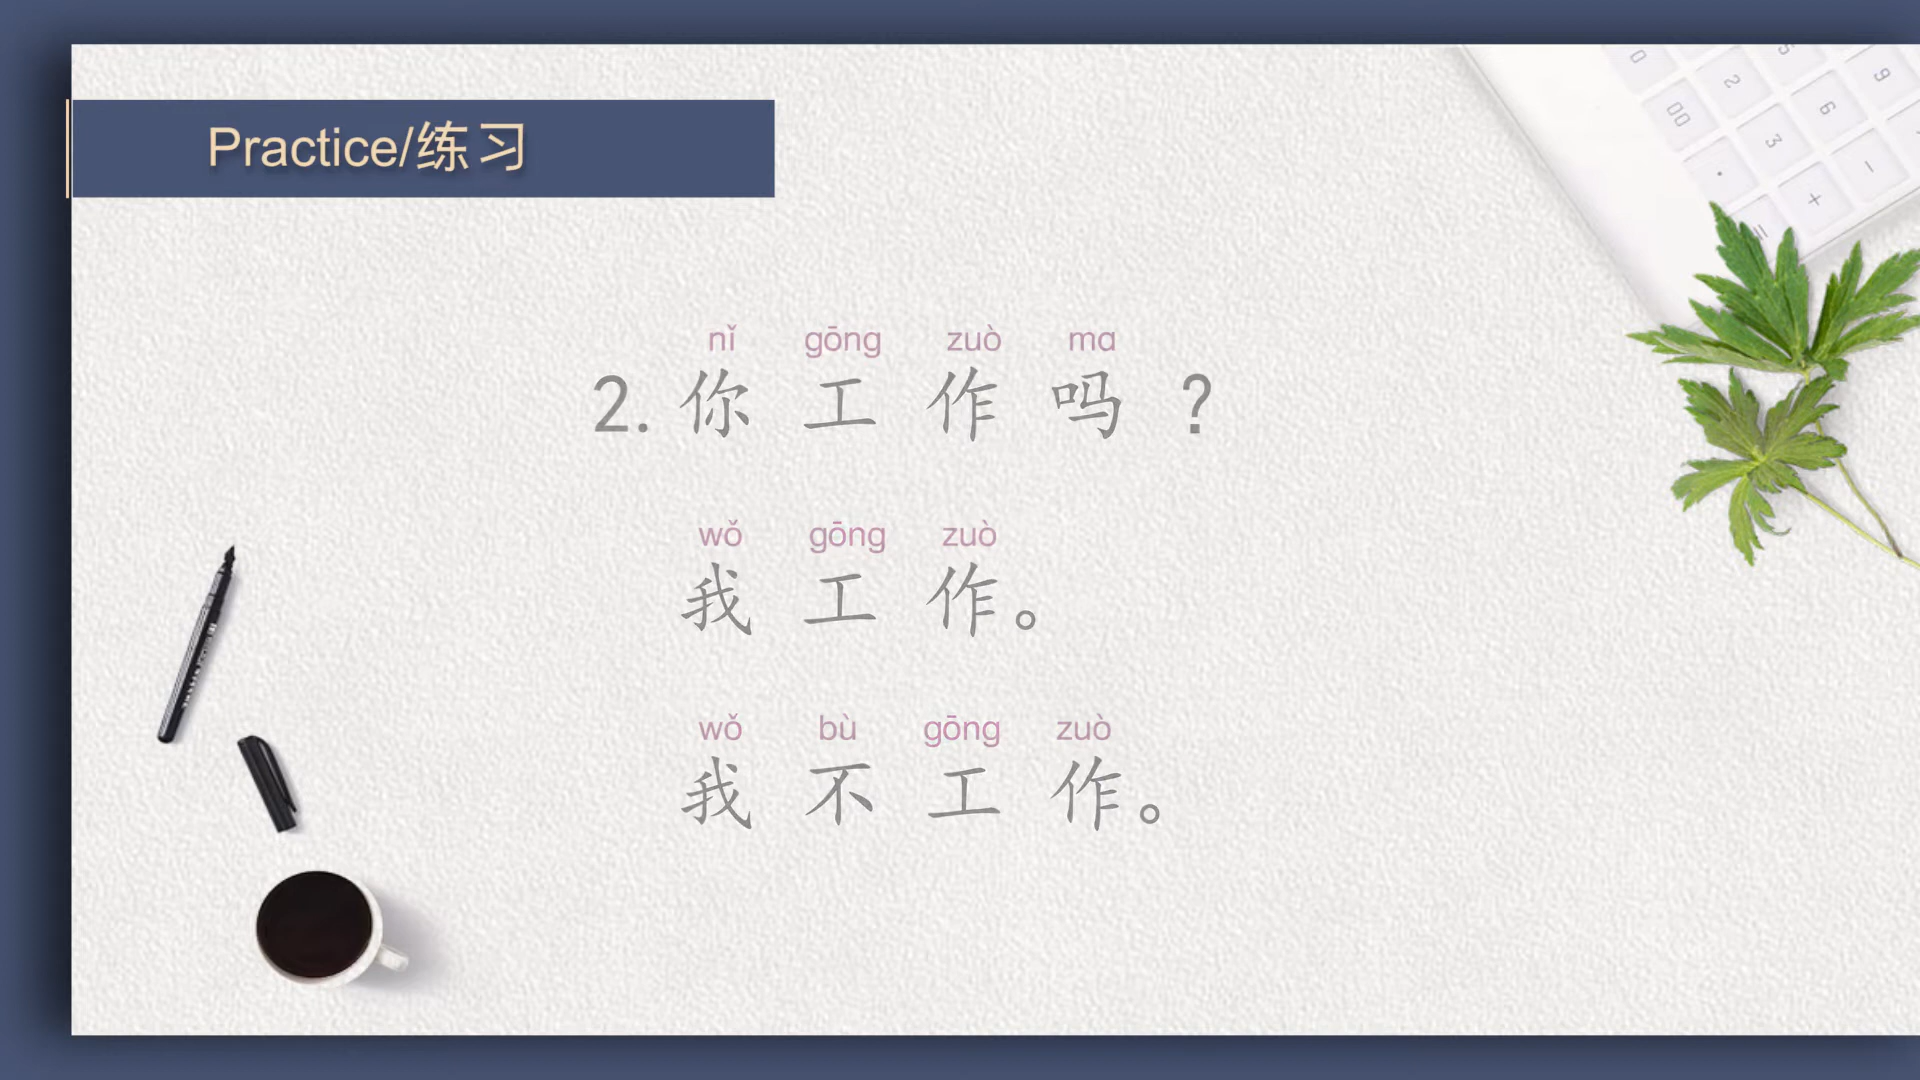 Practice/练习
nǐ gōng zuò ma
2. 你 工 作 吗 ?
wǒ gōng zuò
我 工 作。
wǒ bù gōng zuò
我 不 工 作。